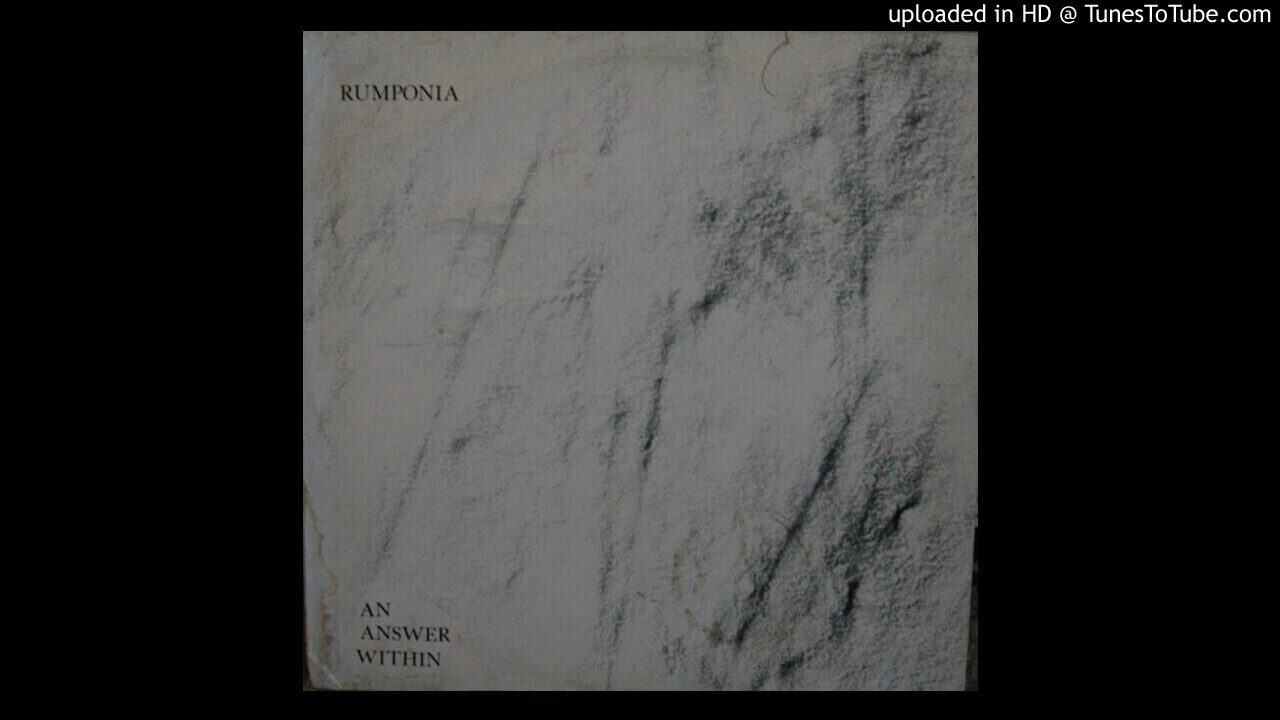 uploaded in HD @ TunesToTube.com
RUMPONIA
AN
ANSWER
WITHIN